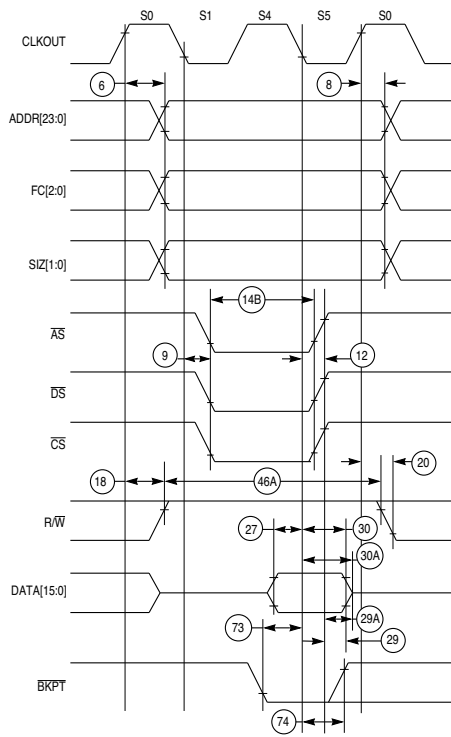 S0 S1 S4 S5 S0
CLKOUT
6 8
ADDR[23:0]
FC[2:0]
SIZ[1:0]
14B
AS
9 12
DS
CS
20
18 46A
R/W
27 30
30A
DATA[15:0]
29A
73 29
BKPT
74